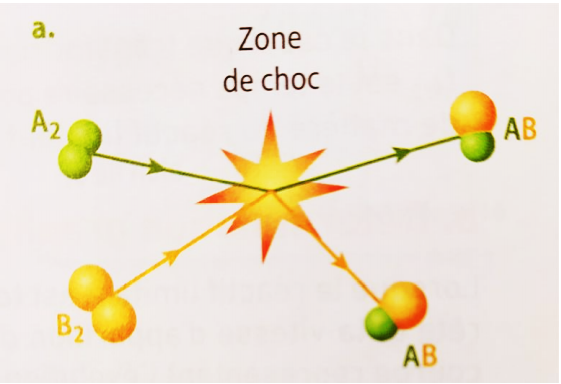 a.
Zone
de choc
A₂
AB
B₂
AB